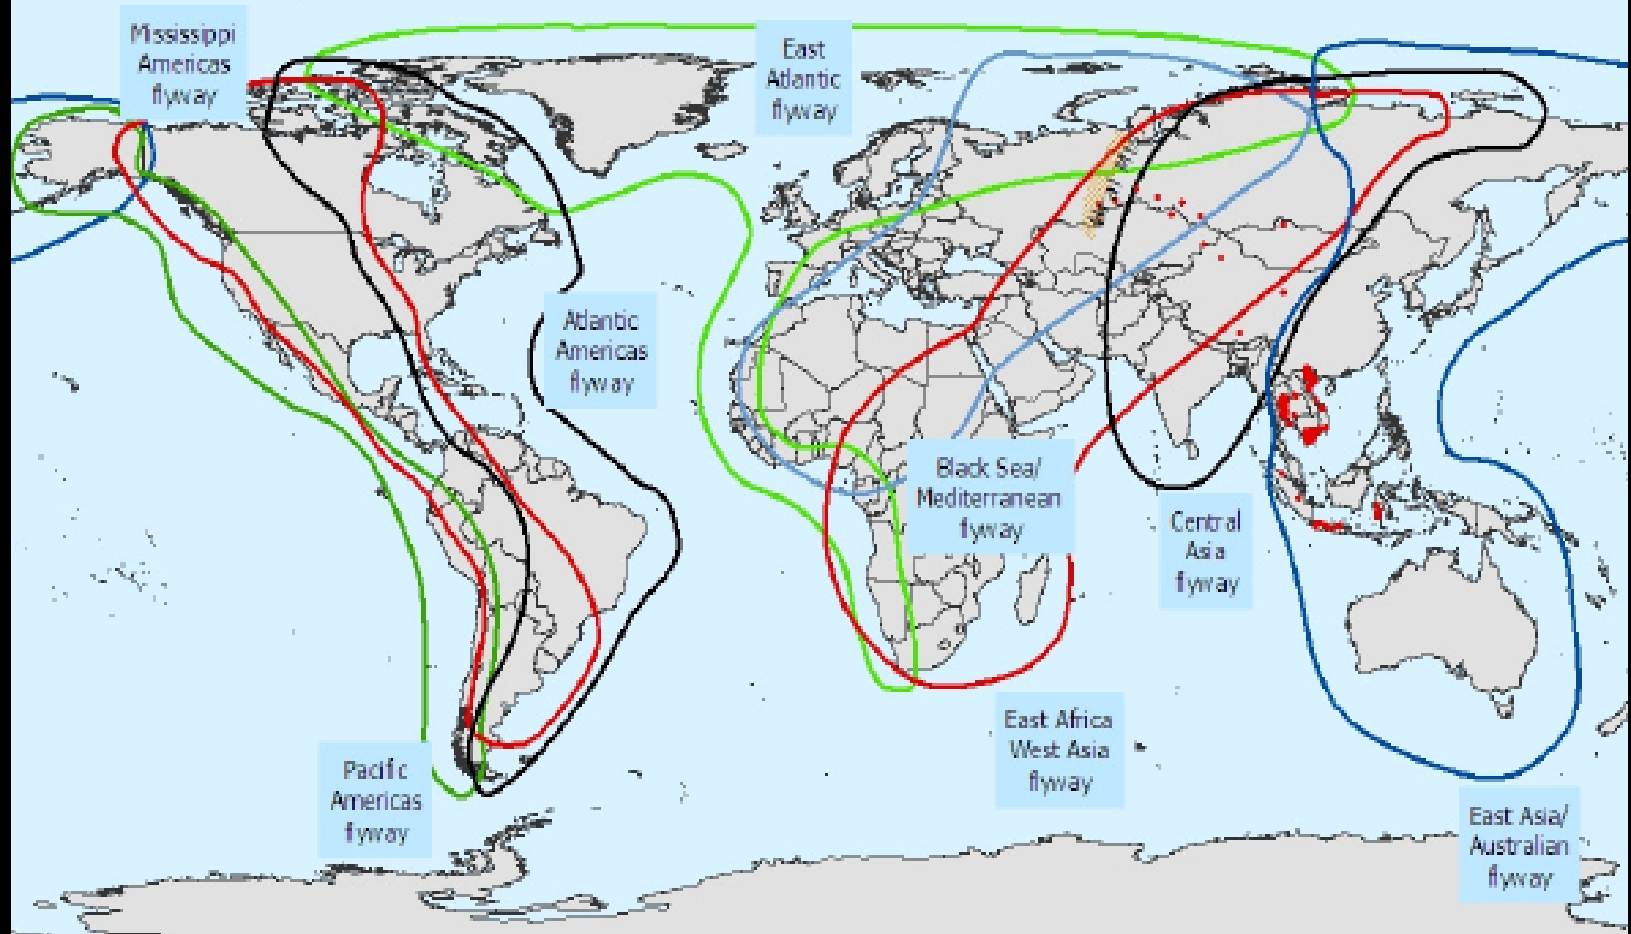 Mississippi
Americas
flyway
East
Atlantic
flyway
Atlantic
Americas
flyway
Black Sea/
Mediterranean
flyway
Central
Asia
flyway
East Africa
West Asia
flyway
Pacific
Americas
flyway
East Asia/
Australian
flyway